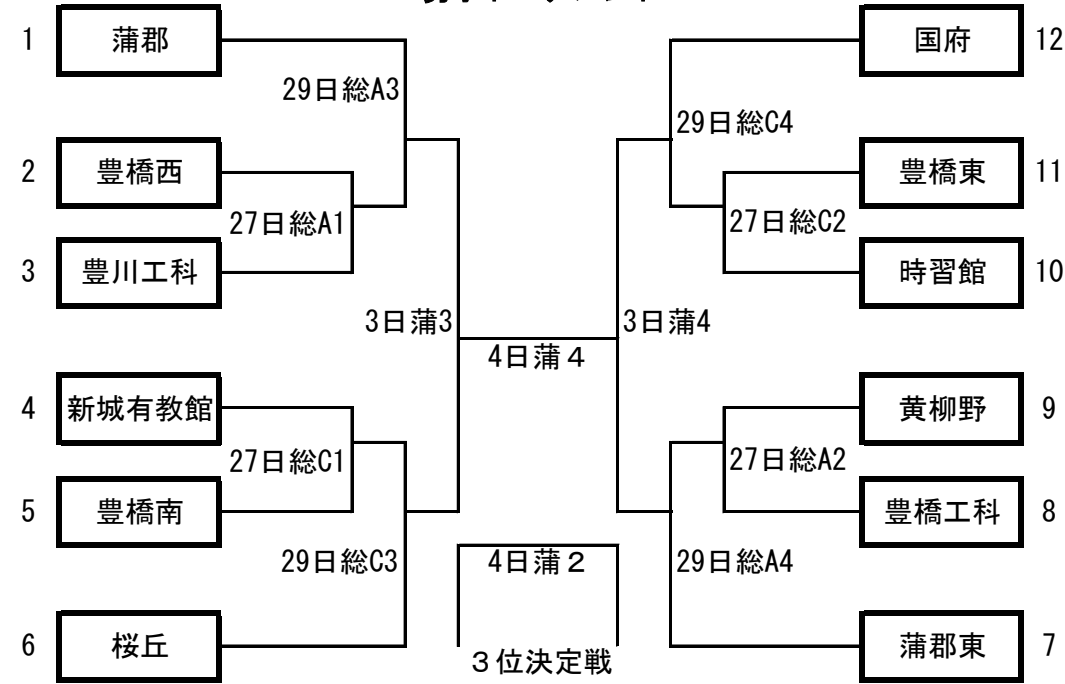 1 蒲郡
29日総A3
2 豊橋西
27日総A1
3 豊川工科
3日蒲3
4 新城有教館
27日総C1
5 豊橋南
29日総C3
6 桜丘
4日蒲４
4日蒲２
３位決定戦
国府 12
29日総C4
豊橋東 11
27日総C2
時習館 10
3日蒲4
黄柳野 9
27日総A2
豊橋工科 8
29日総A4
蒲郡東 7